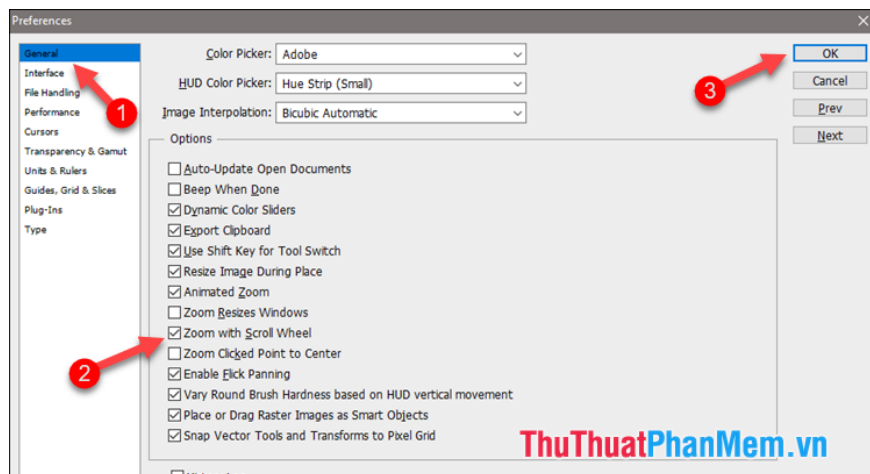 Preferences
General
Interface
File Handling
Performance
Cursors
Transparency & Gamut
Units & Rulers
Guides, Grid & Slices
Plug-Ins
Type
1
Color Picker: Adobe
HUD Color Picker: Hue Strip (Small)
Image Interpolation: Bicubic Automatic
Options
Auto-Update Open Documents
Beep When Done
Dynamic Color Sliders
Export Clipboard
Use Shift Key for Tool Switch
Resize Image During Place
Animated Zoom
Zoom Resizes Windows
Zoom with Scroll Wheel
Zoom Clicked Point to Center
Enable Flick Panning
Vary Round Brush Hardness based on HUD vertical movement
Place or Drag Raster Images as Smart Objects
Snap Vector Tools and Transforms to Pixel Grid
2
3
OK
Cancel
Prev
Next
ThuThuatPhanMem.vn